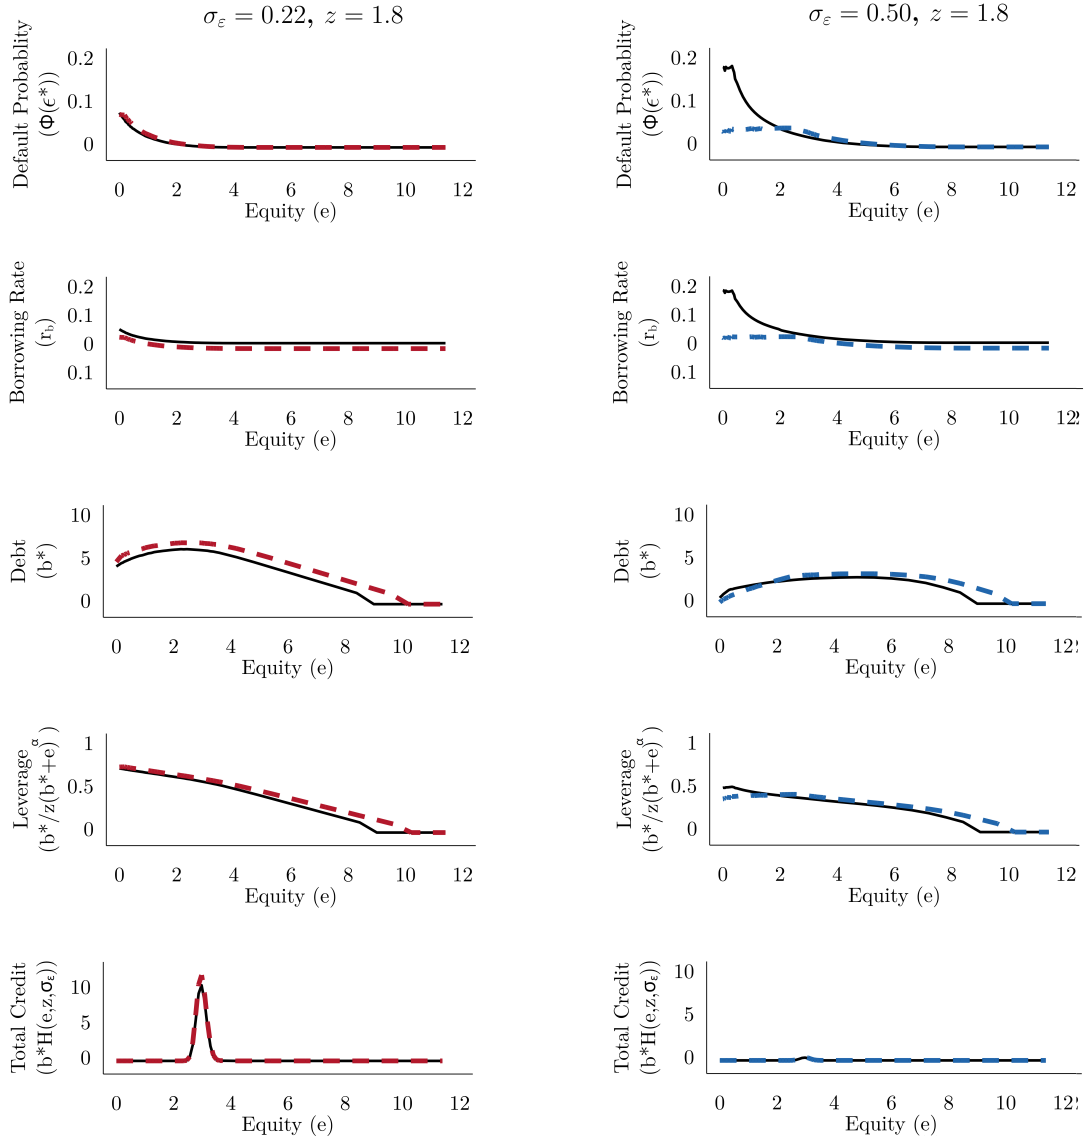 σ_ε = 0.22, z = 1.8
σ_ε = 0.50, z = 1.8
Default Probablity
(Φ(ϵ*))
0.2
0.1
0
0 2 4 6 8 10 12
Equity (e)
Default Probablity
(Φ(ϵ*))
0.2
0.1
0
0 2 4 6 8 10 12
Equity (e)
Borrowing Rate
(r_b)
0.2
0.1
0
0.1
0 2 4 6 8 10 12
Equity (e)
Borrowing Rate
(r_b)
0.2
0.1
0
0.1
0 2 4 6 8 10 12
Equity (e)
Debt
(b*)
10
5
0
0 2 4 6 8 10 12
Equity (e)
Debt
(b*)
10
5
0
0 2 4 6 8 10 12
Equity (e)
Leverage
(b*/z(b*+e)^α)
1
0.5
0
0 2 4 6 8 10 12
Equity (e)
Leverage
(b*/z(b*+e)^α)
1
0.5
0
0 2 4 6 8 10 12
Equity (e)
Total Credit
(b*H(e,z,σ_ε))
10
5
0
0 2 4 6 8 10 12
Equity (e)
Total Credit
(b*H(e,z,σ_ε))
10
5
0
0 2 4 6 8 10 12
Equity (e)